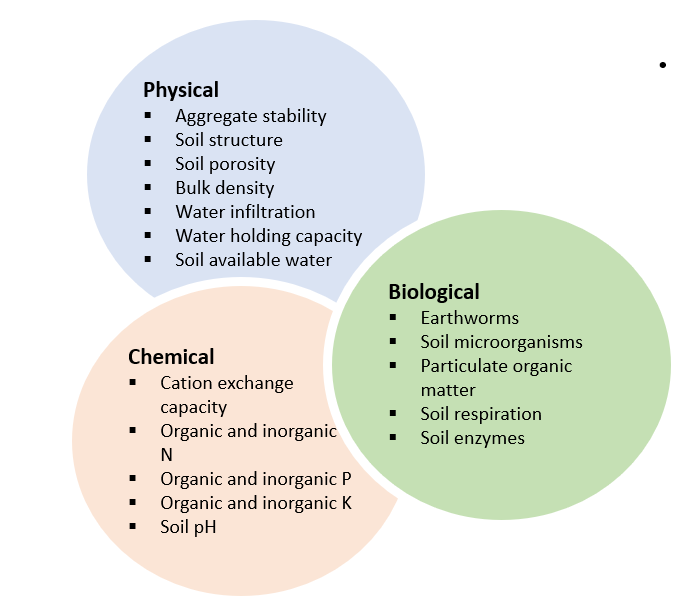 Physical
▪ Aggregate stability
▪ Soil structure
▪ Soil porosity
▪ Bulk density
▪ Water infiltration
▪ Water holding capacity
▪ Soil available water
Biological
▪ Earthworms
▪ Soil microorganisms
▪ Particulate organic
matter
▪ Soil respiration
▪ Soil enzymes
Chemical
▪ Cation exchange
capacity
▪ Organic and inorganic
N
▪ Organic and inorganic P
▪ Organic and inorganic K
▪ Soil pH